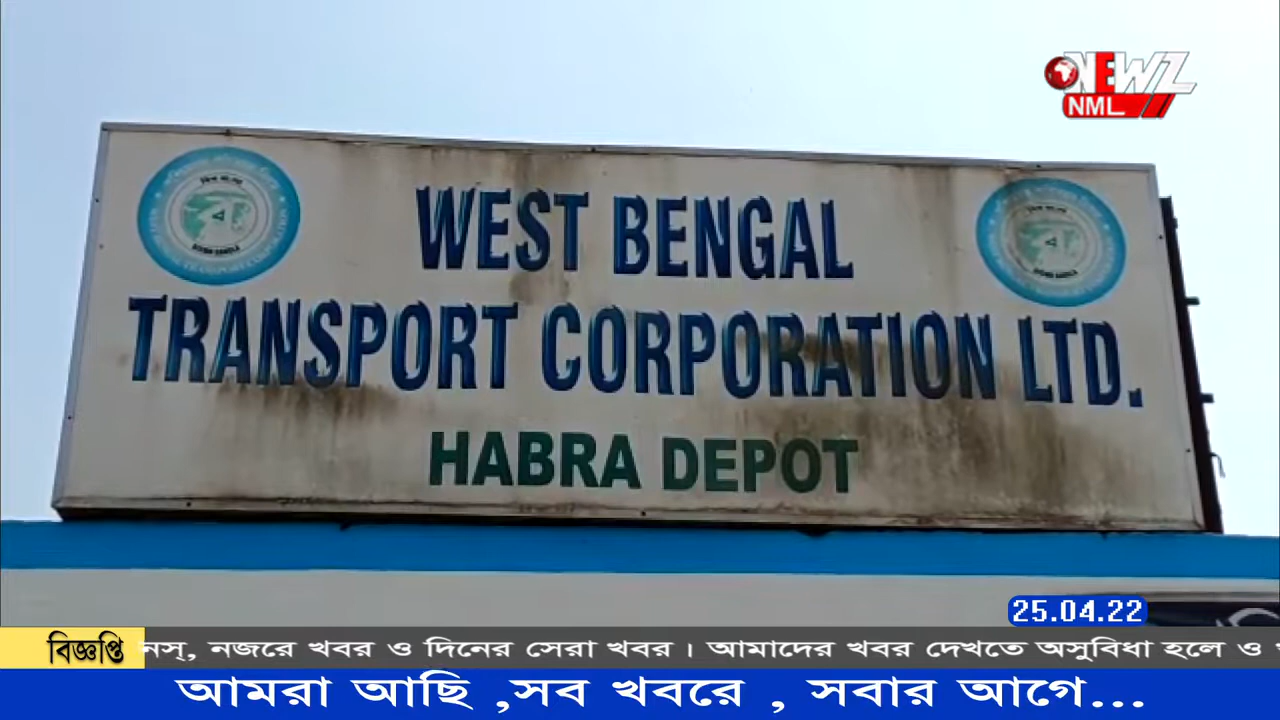 NEWZ
NML
WEST BENGAL
TRANSPORT CORPORATION LTD.
HABRA DEPOT
25.04.22
বিজ্ঞপ্তি
নস্, নজরে খবর ও দিনের সেরা খবর। আমাদের খবর দেখতে অসুবিধা হলে ও
আমরা আছি ,সব খবরে , সবার আগে...